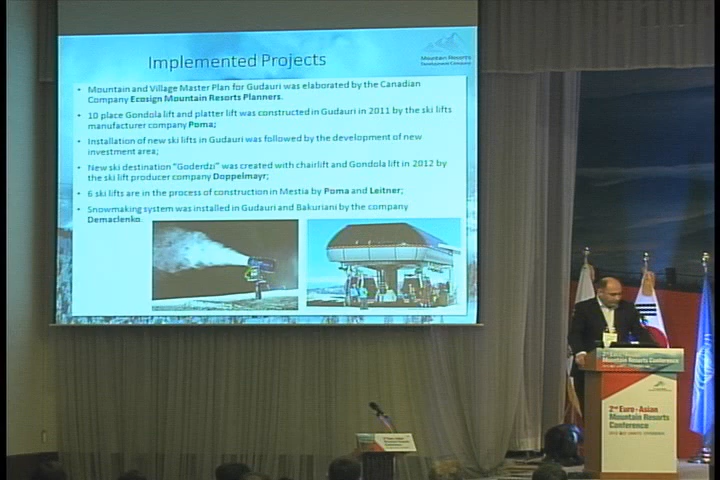 Implemented Projects
Mountain Resorts
Development Company
• Mountain and Village Master Plan for Gudauri was elaborated by the Canadian
Company Ecosign Mountain Resorts Planners.
• 10 place Gondola lift and platter lift was constructed in Gudauri in 2011 by the ski lifts
manufacturer company Poma;
• Installation of new ski lifts in Gudauri was followed by the development of new
investment area;
• New ski destination "Goderdzi" was created with chairlift and Gondola lift in 2012 by
the ski lift producer company Doppelmayr;
• 6 ski lifts are in the process of construction in Mestia by Poma and Leitner;
• Snowmaking system was installed in Gudauri and Bakuriani by the company
Demaclenko.
2nd Euro-Asian
Mountain Resorts Conference
2nd Euro-Asian
Mountain Resorts
Conference